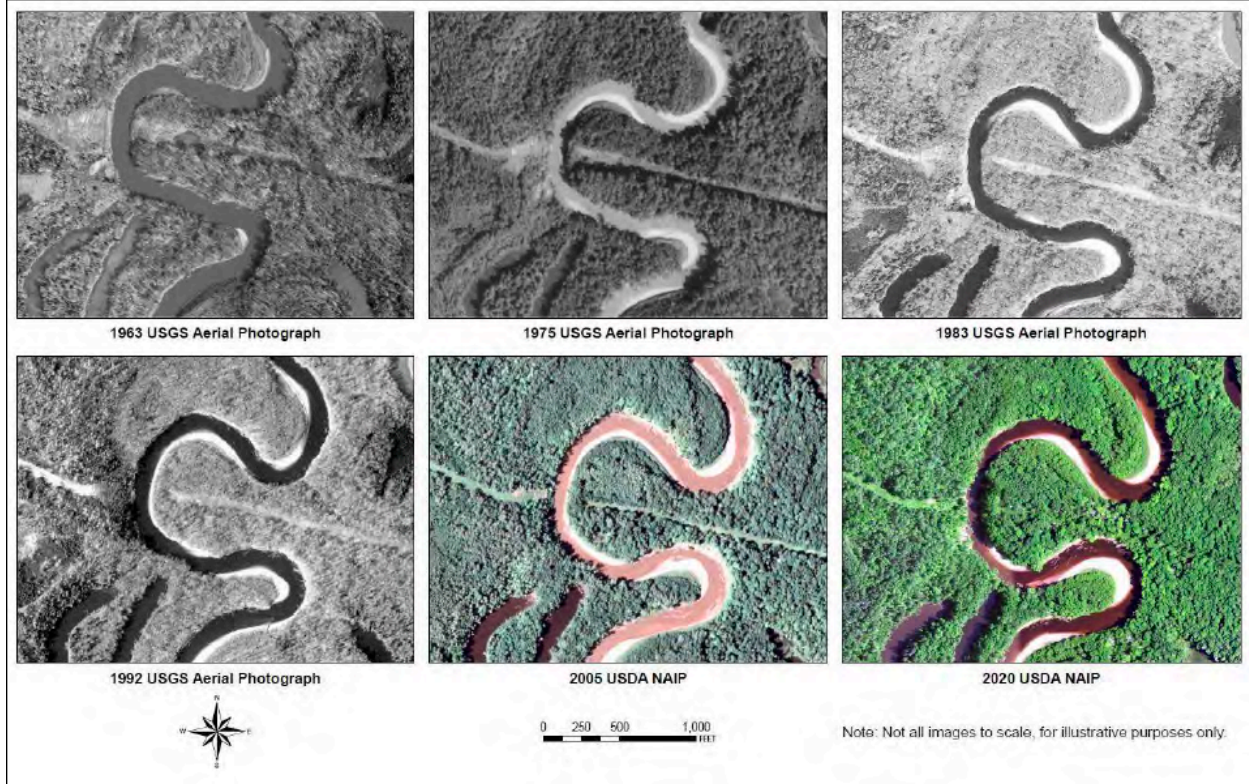 1963 USGS Aerial Photograph
1975 USGS Aerial Photograph
1983 USGS Aerial Photograph
1992 USGS Aerial Photograph
2005 USDA NAIP
2020 USDA NAIP
N
W E
S
0 250 500 1,000
FEET
Note: Not all images to scale, for illustrative purposes only.